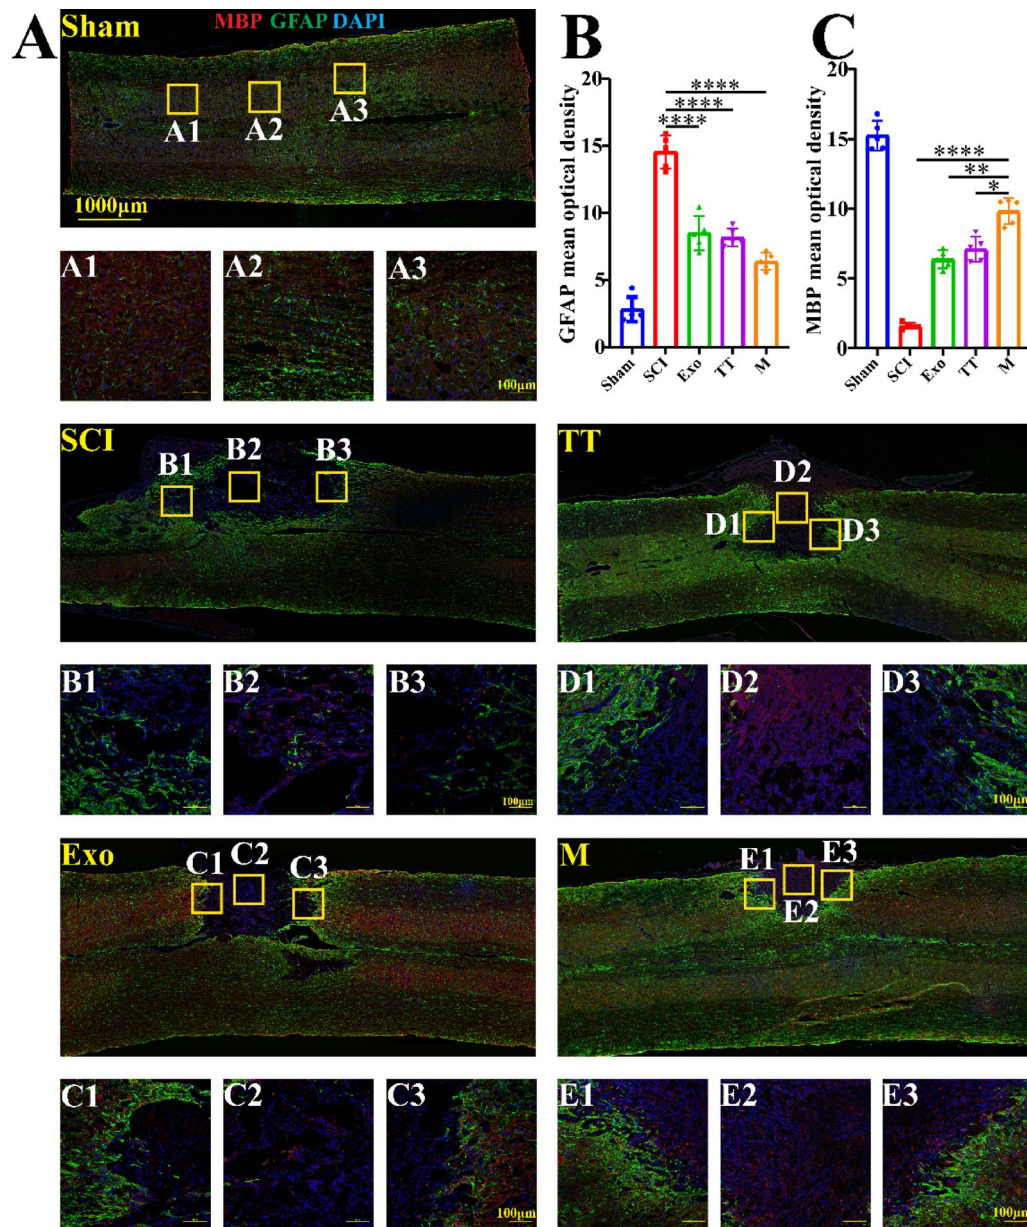 A
Sham
MBP GFAP DAPI
A1
A2
A3
1000μm
A1
A2
A3
100μm
B
GFAP mean optical density
20
15
10
5
0
****
****
****
Sham
SCI
Exo
TT
M
C
MBP mean optical density
20
15
10
5
0
****
**
*
Sham
SCI
Exo
TT
M
SCI
B1
B2
B3
B1
B2
B3
100μm
TT
D1
D2
D3
D1
D2
D3
100μm
Exo
C1
C2
C3
C1
C2
C3
100μm
M
E1
E2
E3
E1
E2
E3
100μm